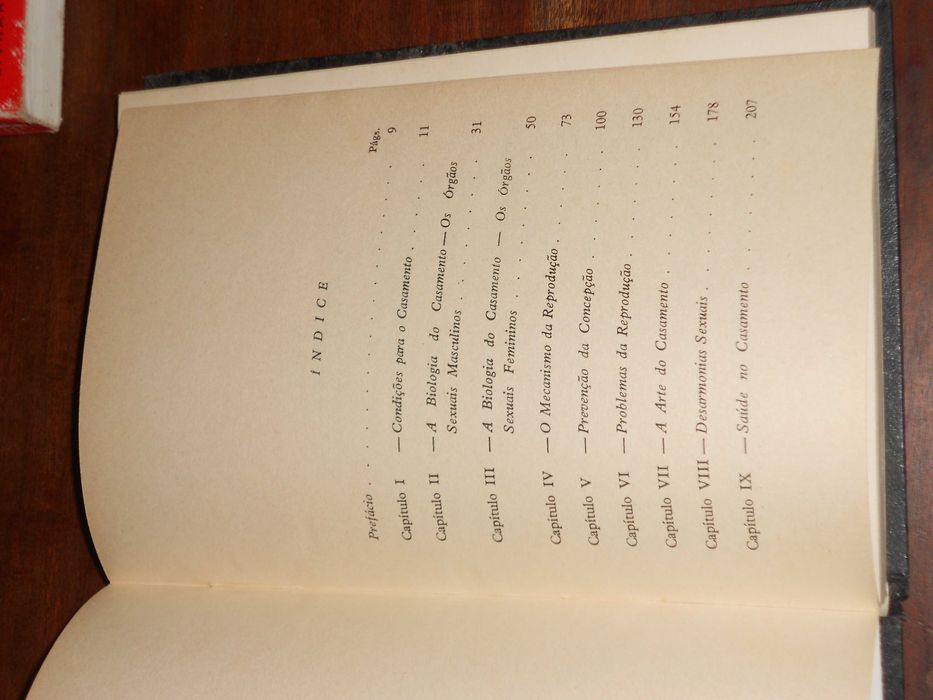 ÍNDICE
Págs.
Prefácio . . . . . . . . . . . . . . . . . 9
Capítulo I — Condições para o Casamento . . . . 11
Capítulo II — A Biologia do Casamento — Os Órgãos
Sexuais Masculinos . . . . . . . . 31
Capítulo III — A Biologia do Casamento — Os Órgãos
Sexuais Femininos . . . . . . . . 50
Capítulo IV — O Mecanismo da Reprodução . . . . 73
Capítulo V — Prevenção da Concepção . . . . . 100
Capítulo VI — Problemas da Reprodução . . . . . 130
Capítulo VII — A Arte do Casamento . . . . . . 154
Capítulo VIII — Desarmonias Sexuais . . . . . . 178
Capítulo IX — Saúde no Casamento . . . . . . 207